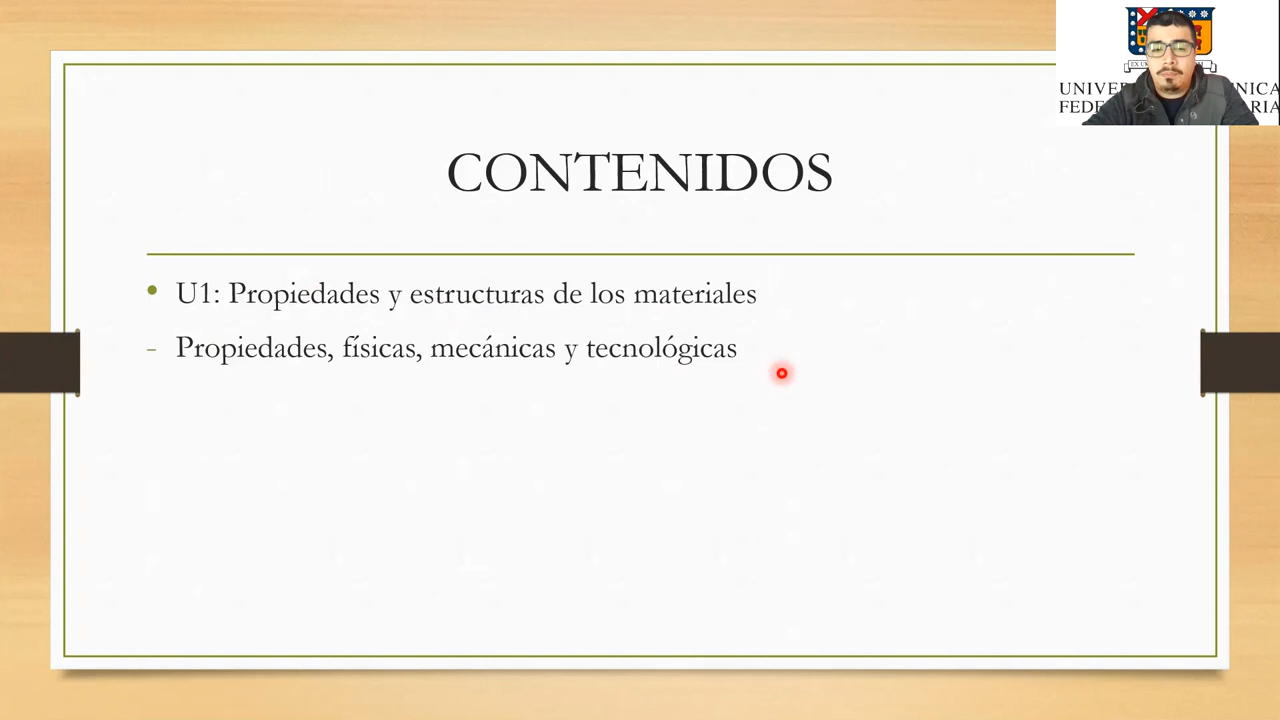 CONTENIDOS
U1: Propiedades y estructuras de los materiales
Propiedades, físicas, mecánicas y tecnológicas